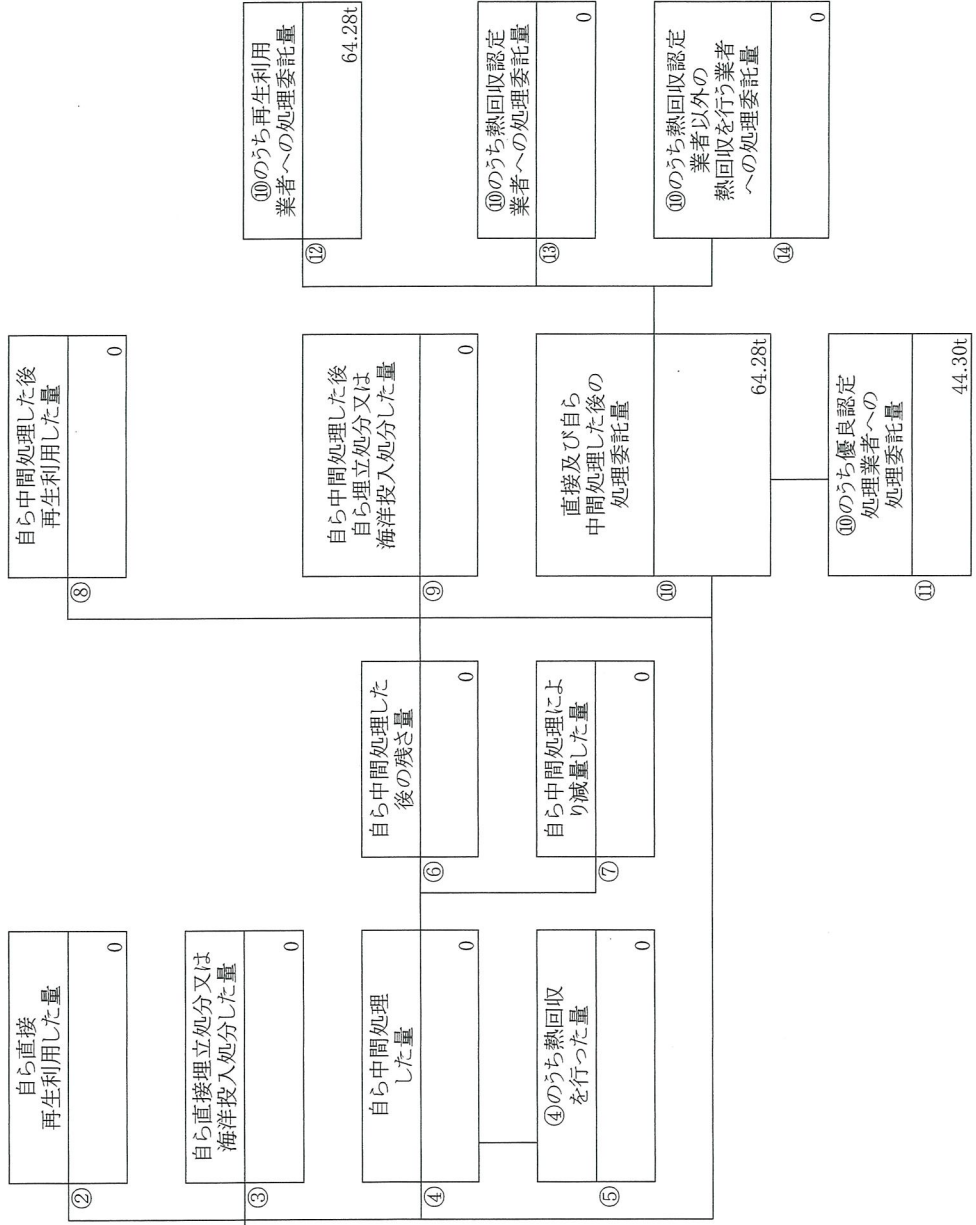 ②
自ら直接
再生利用した量
0
③
自ら直接埋立処分又は
海洋投入処分した量
0
④
自ら中間処理
した量
0
⑤
④のうち熱回収
を行った量
0
⑥
自ら中間処理した
後の残さ量
0
⑦
自ら中間処理によ
り減量した量
0
⑧
自ら中間処理した後
再生利用した量
0
⑨
自ら中間処理した後
自ら埋立処分又は
海洋投入処分した量
0
⑩
直接及び自ら
中間処理した後の
処理委託量
64.28t
⑪
⑩のうち優良認定
処理業者への
処理委託量
44.30t
⑫
⑩のうち再生利用
業者への処理委託量
64.28t
⑬
⑩のうち熱回収認定
業者への処理委託量
0
⑭
⑩のうち熱回収認定
業者以外の
熱回収を行う業者
への処理委託量
0